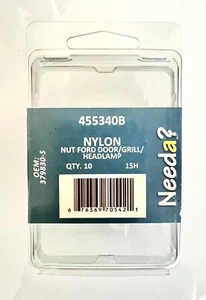 455340B
NYLON
NUT FORD DOOR/GRILL/
HEADLAMP
QTY. 10 15H
OEM:
379830-S
Needa?
6 76369 70542 1